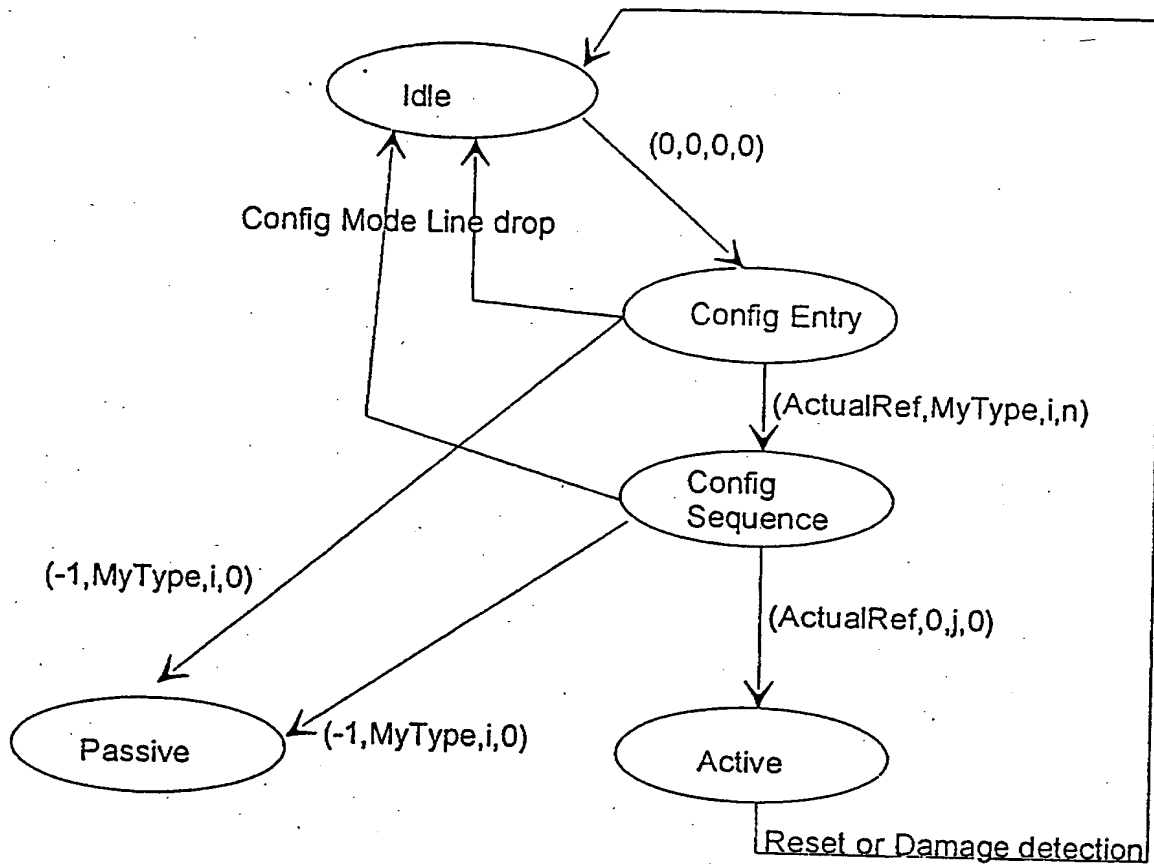 Idle
(0,0,0,0)
Config Mode Line drop
Config Entry
(ActualRef,MyType,i,n)
Config
Sequence
(-1,MyType,i,0)
(ActualRef,0,j,0)
(-1,MyType,i,0)
Passive
Active
Reset or Damage detection